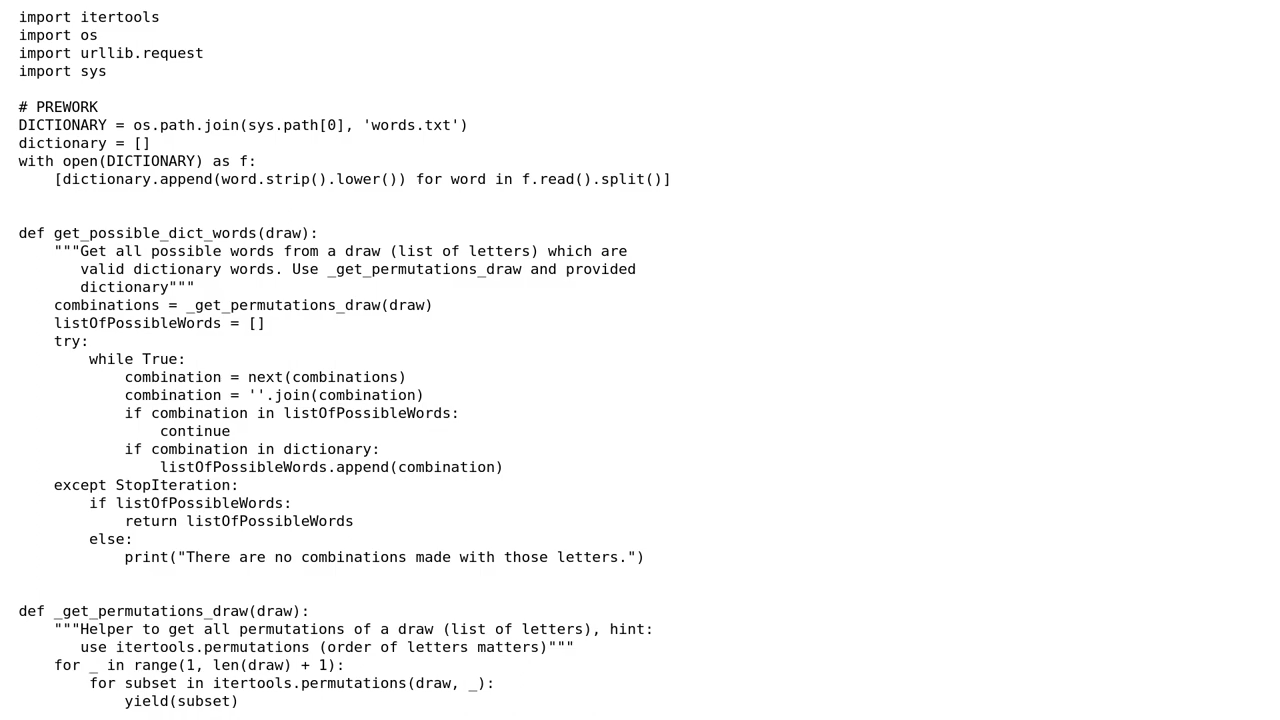 import itertools
import os
import urllib.request
import sys

# PREWORK
DICTIONARY = os.path.join(sys.path[0], 'words.txt')
dictionary = []
with open(DICTIONARY) as f:
    [dictionary.append(word.strip().lower()) for word in f.read().split()]


def get_possible_dict_words(draw):
    """Get all possible words from a draw (list of letters) which are
       valid dictionary words. Use _get_permutations_draw and provided
       dictionary"""
    combinations = _get_permutations_draw(draw)
    listOfPossibleWords = []
    try:
        while True:
            combination = next(combinations)
            combination = ''.join(combination)
            if combination in listOfPossibleWords:
                continue
            if combination in dictionary:
                listOfPossibleWords.append(combination)
    except StopIteration:
        if listOfPossibleWords:
            return listOfPossibleWords
        else:
            print("There are no combinations made with those letters.")


def _get_permutations_draw(draw):
    """Helper to get all permutations of a draw (list of letters), hint:
       use itertools.permutations (order of letters matters)"""
    for _ in range(1, len(draw) + 1):
        for subset in itertools.permutations(draw, _):
            yield(subset)